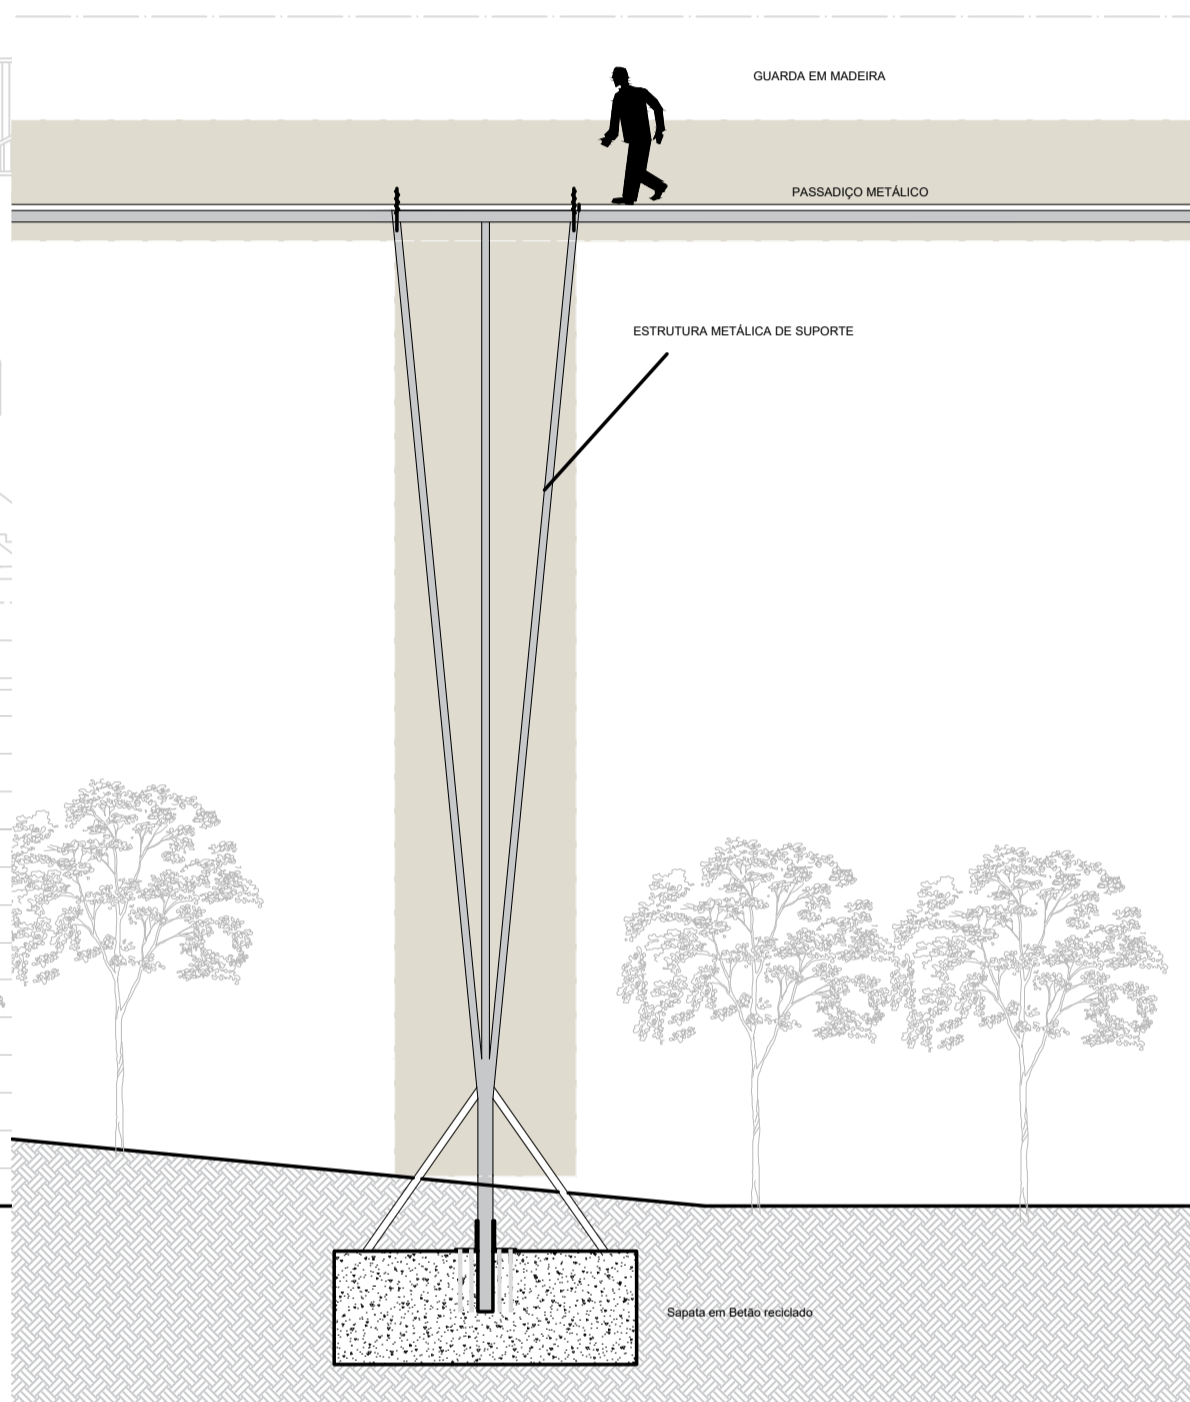 GUARDA EM MADEIRA
PASSADIÇO METÁLICO
ESTRUTURA METÁLICA DE SUPORTE
Sapata em Betão reciclado